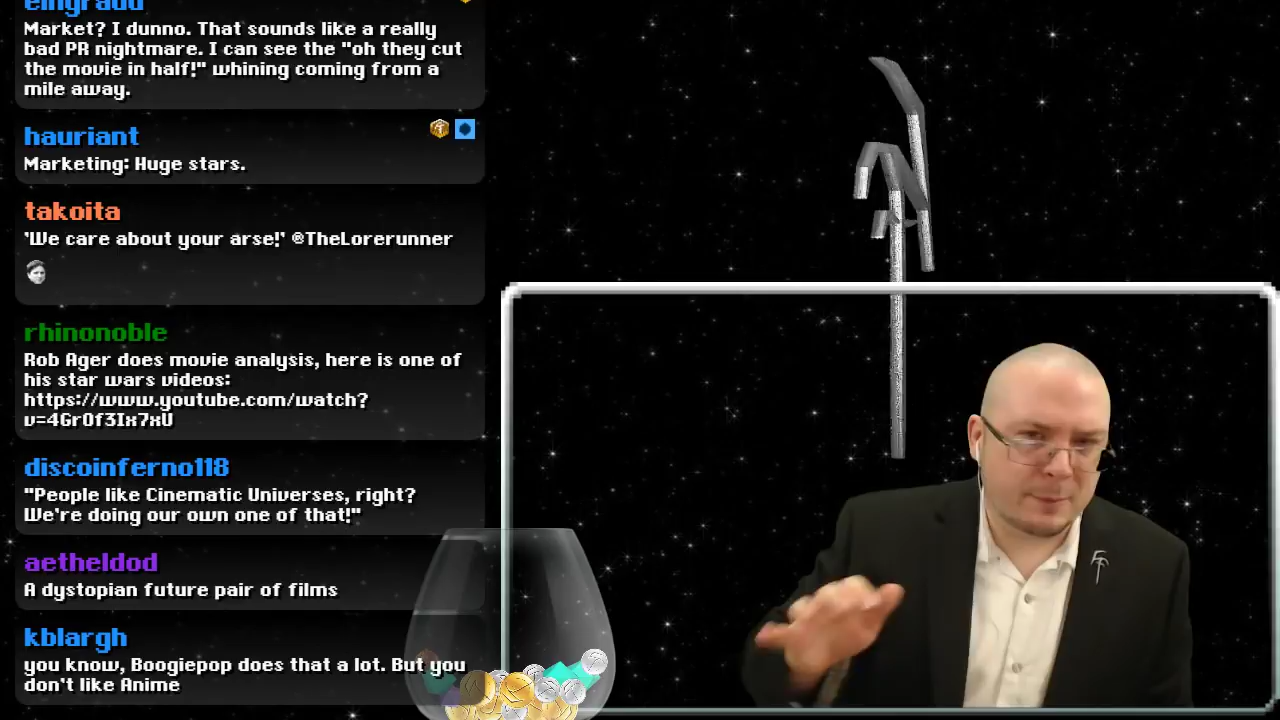 elhgradd
Market? I dunno. That sounds like a really
bad PR nightmare. I can see the "oh they cut
the movie in half!" whining coming from a
mile away.
hauriant
Marketing: Huge stars.
takoita
'We care about your arse!' @TheLorerunner
rhinonoble
Rob Ager does movie analysis, here is one of
his star wars videos:
https://www.youtube.com/watch?
v=4GrOf3Ix7xU
discoinferno118
"People like Cinematic Universes, right?
We're doing our own one of that!"
aetheldod
A dystopian future pair of films
kblargh
you know, Boogiepop does that a lot. But you
don't like Anime